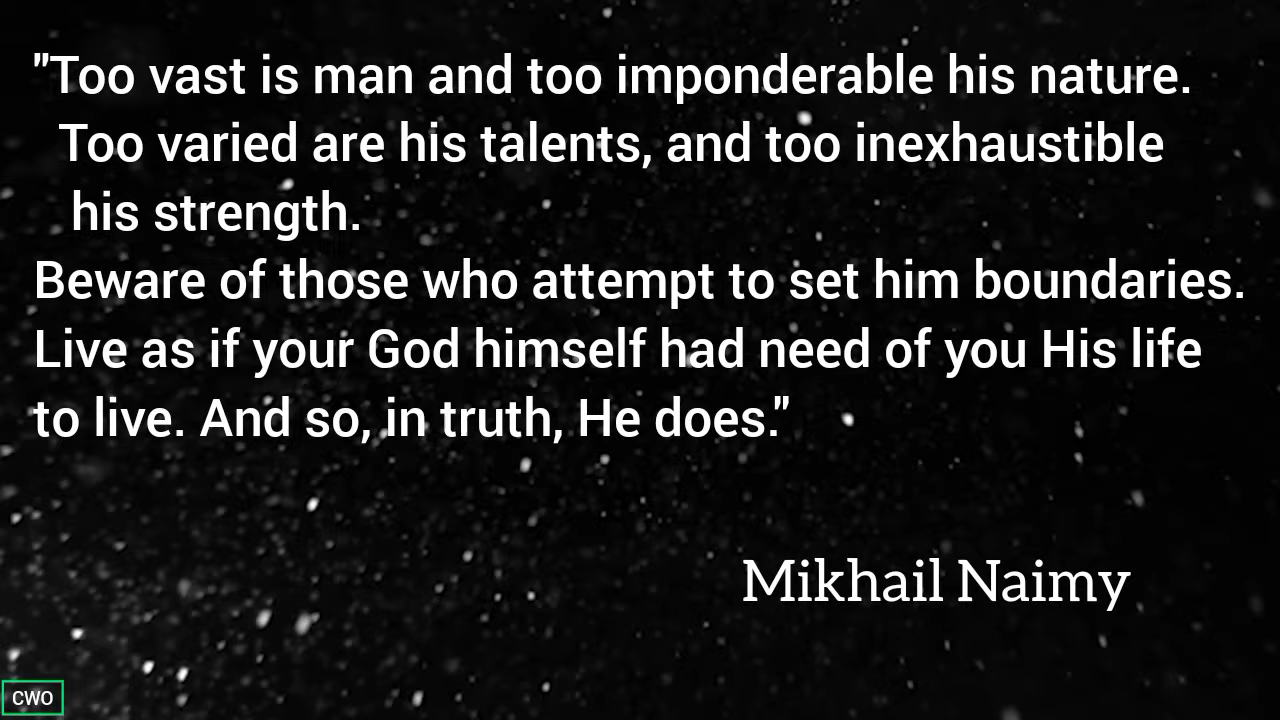 "Too vast is man and too imponderable his nature.
Too varied are his talents, and too inexhaustible
his strength.
Beware of those who attempt to set him boundaries.
Live as if your God himself had need of you His life
to live. And so, in truth, He does."
Mikhail Naimy
CWO